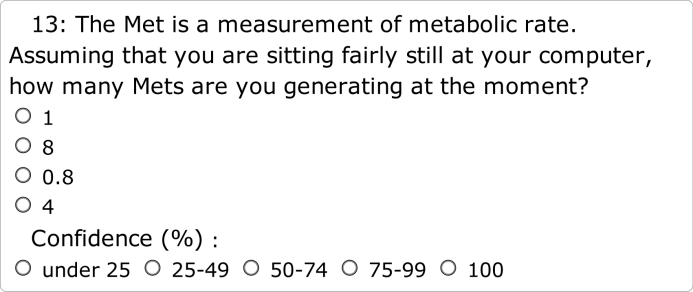 13: The Met is a measurement of metabolic rate.
Assuming that you are sitting fairly still at your computer,
how many Mets are you generating at the moment?
1
8
0.8
4
Confidence (%) :
under 25 25-49 50-74 75-99 100